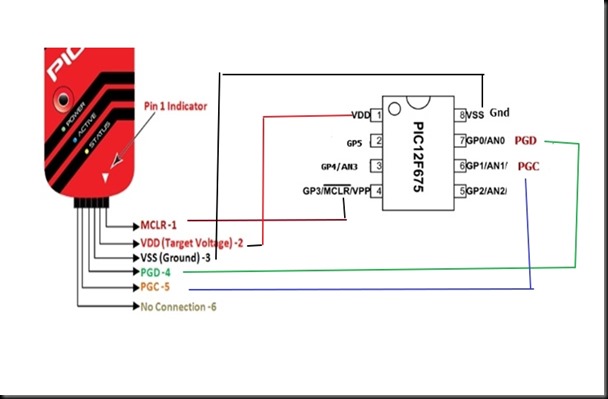 PIC
POWER
ACTIVE
STATUS
Pin 1 Indicator
MCLR -1
VDD (Target Voltage) -2
VSS (Ground) -3
PGD -4
PGC -5
No Connection -6
PIC12F675
VDD 1
GP5 2
GP4/AN3 3
GP3/MCLR/VPP 4
8 VSS Gnd
7 GP0/AN0 PGD
6 GP1/AN1/ PGC
5 GP2/AN2/